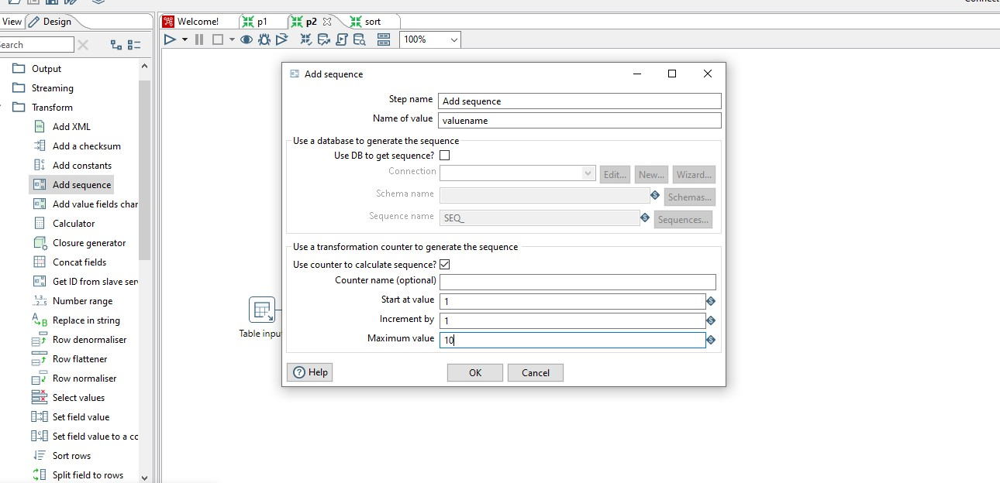 Connect
View Design Welcome! p1 p2 sort
earch 100%
Output
Streaming
Transform
Add XML
Add a checksum
Add constants
Add sequence
Add value fields char
Calculator
Closure generator
Concat fields
Get ID from slave serv
Number range
Replace in string
Row denormaliser
Row flattener
Row normaliser
Select values
Set field value
Set field value to a co
Sort rows
Split field to rows
Table input
Add sequence
Step name Add sequence
Name of value valuename
Use a database to generate the sequence
Use DB to get sequence?
Connection Edit... New... Wizard...
Schema name Schemas...
Sequence name SEQ_ Sequences...
Use a transformation counter to generate the sequence
Use counter to calculate sequence?
Counter name (optional)
Start at value 1
Increment by 1
Maximum value 10
Help OK Cancel